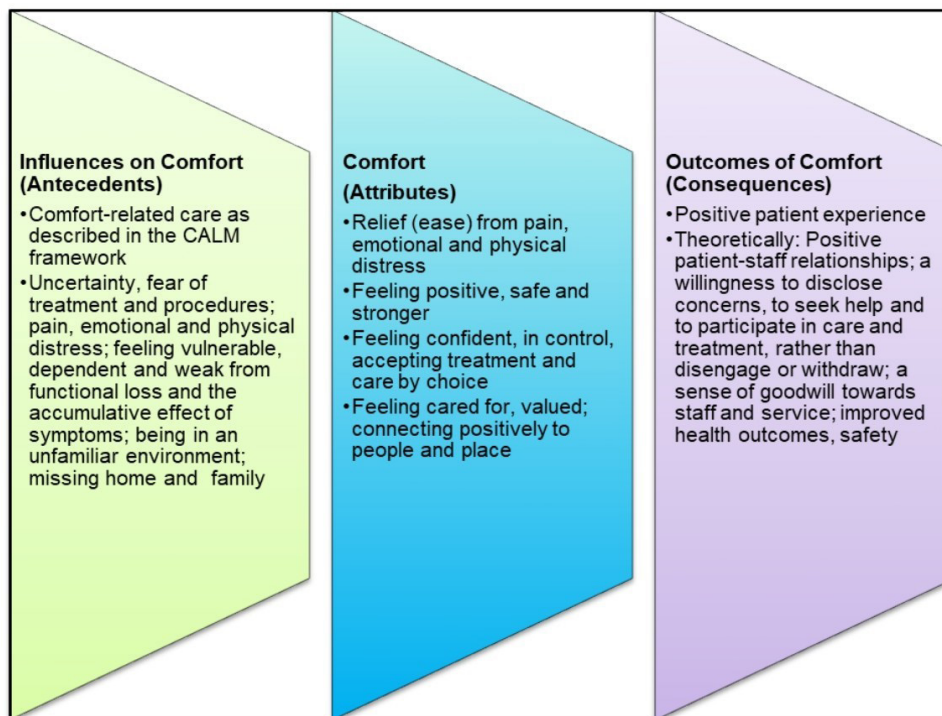 Influences on Comfort
(Antecedents)
•Comfort-related care as
described in the CALM
framework
•Uncertainty, fear of
treatment and procedures;
pain, emotional and physical
distress; feeling vulnerable,
dependent and weak from
functional loss and the
accumulative effect of
symptoms; being in an
unfamiliar environment;
missing home and family
Comfort
(Attributes)
•Relief (ease) from pain,
emotional and physical
distress
•Feeling positive, safe and
stronger
•Feeling confident, in control,
accepting treatment and
care by choice
•Feeling cared for, valued;
connecting positively to
people and place
Outcomes of Comfort
(Consequences)
•Positive patient experience
•Theoretically: Positive
patient-staff relationships; a
willingness to disclose
concerns, to seek help and
to participate in care and
treatment, rather than
disengage or withdraw; a
sense of goodwill towards
staff and service; improved
health outcomes, safety